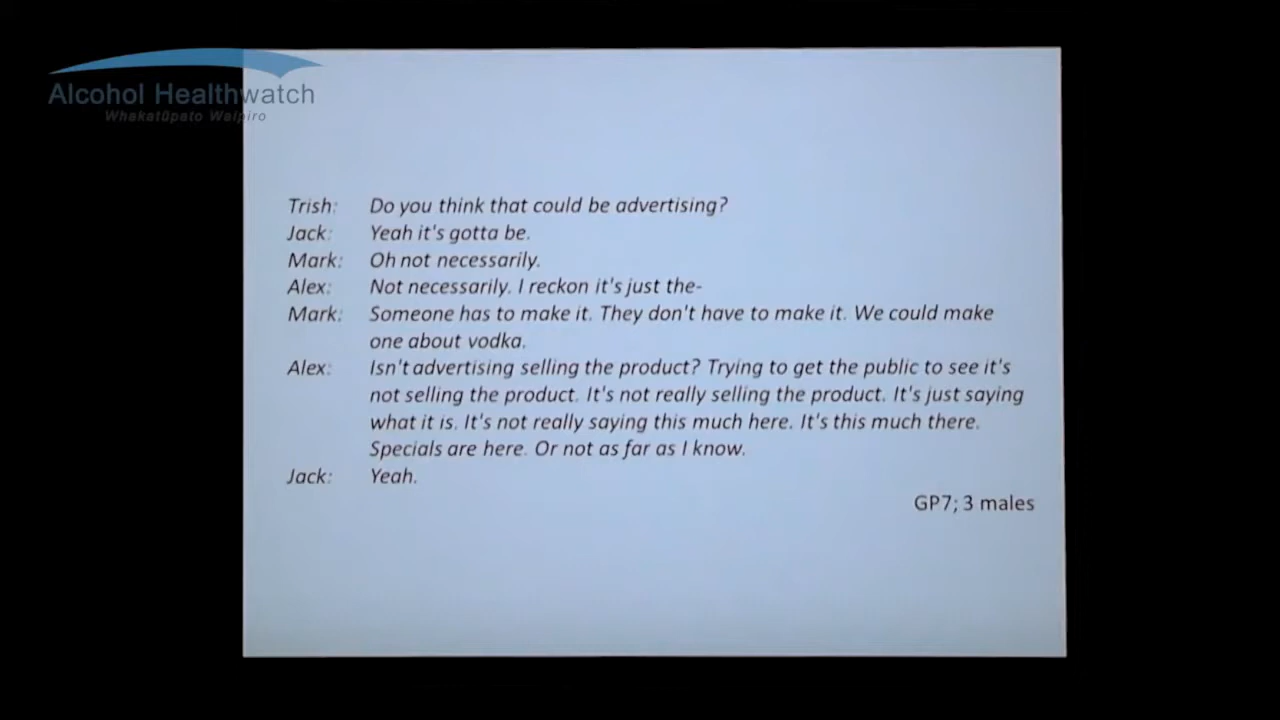 Alcohol Healthwatch
Whakatūpato Waipiro
Trish: Do you think that could be advertising?
Jack: Yeah it's gotta be.
Mark: Oh not necessarily.
Alex: Not necessarily. I reckon it's just the-
Mark: Someone has to make it. They don't have to make it. We could make
one about vodka.
Alex: Isn't advertising selling the product? Trying to get the public to see it's
not selling the product. It's not really selling the product. It's just saying
what it is. It's not really saying this much here. It's this much there.
Specials are here. Or not as far as I know.
Jack: Yeah.
GP7; 3 males